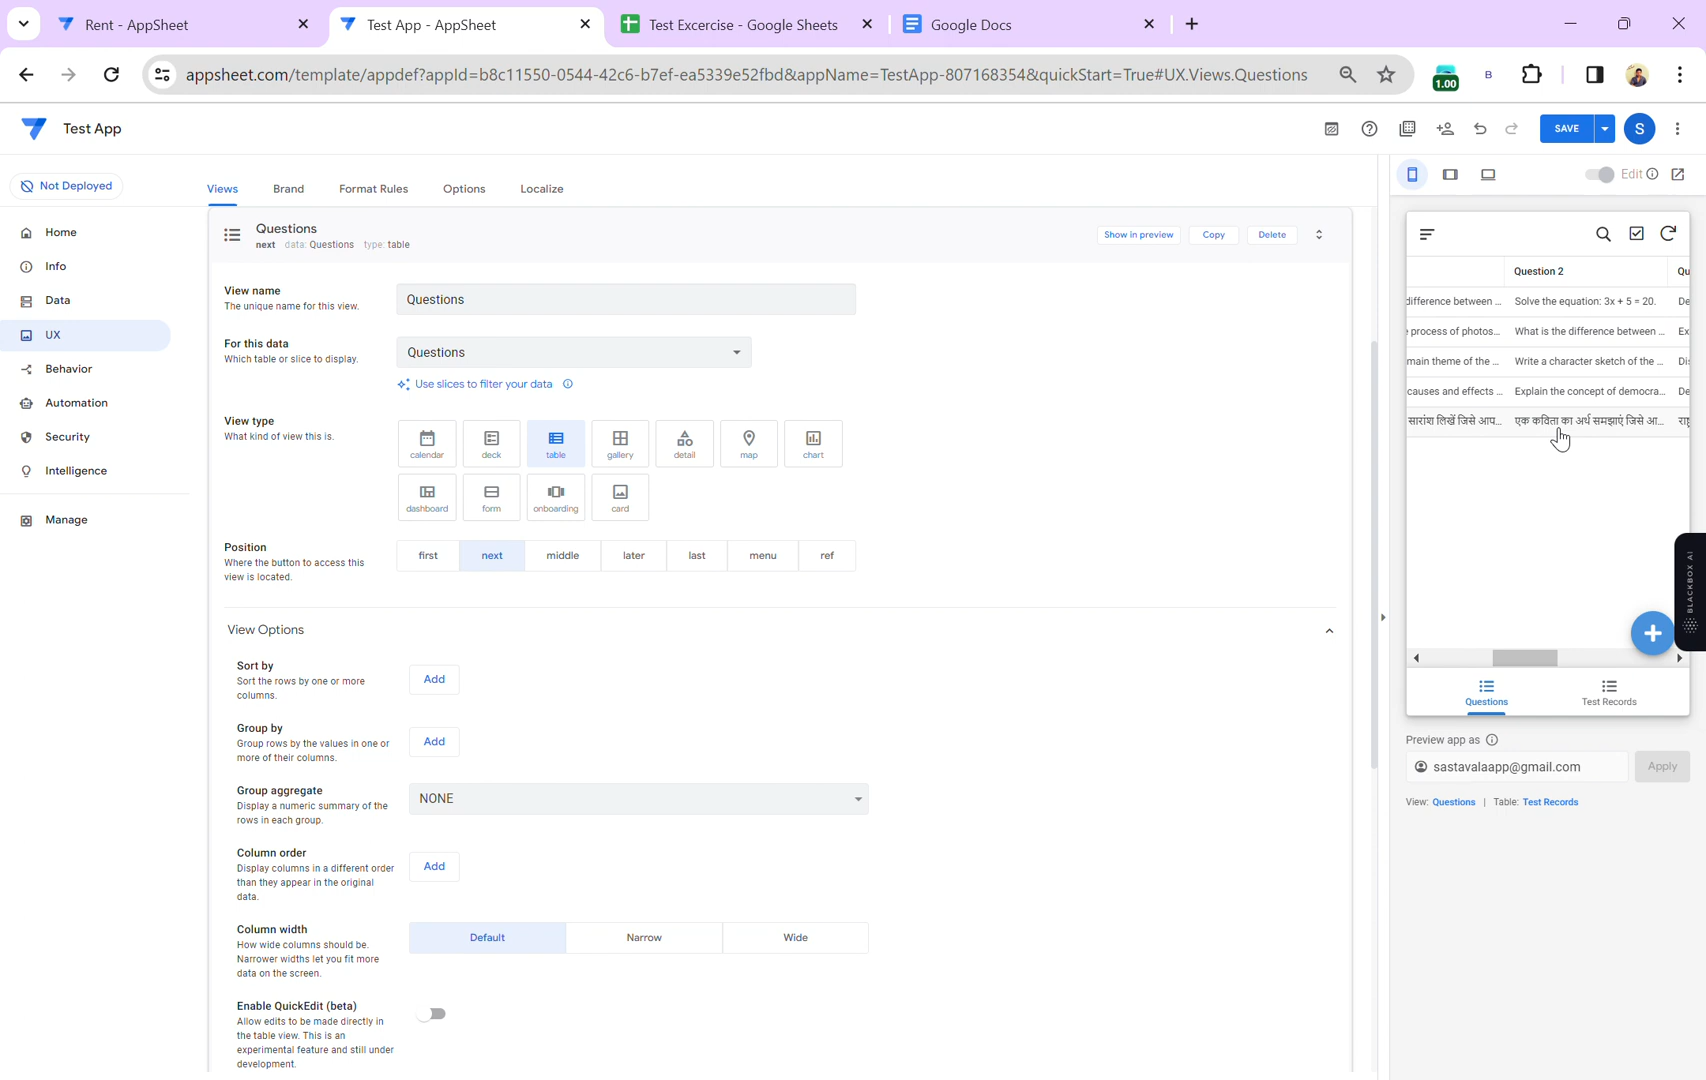 Rent - AppSheet
Test App - AppSheet
Test Excercise - Google Sheets
Google Docs
appsheet.com/template/appdef?appId=b8c11550-0544-42c6-b7ef-ea5339e52fbd&appName=TestApp-807168354&quickStart=True#UX.Views.Questions
1.00
B
Test App
SAVE
S
Not Deployed
Views Brand Format Rules Options Localize
Edit
Home
Info
Data
UX
Behavior
Automation
Security
Intelligence
Manage
Questions
next data: Questions type: table
Show in preview Copy Delete
View name
The unique name for this view.
Questions
For this data
Which table or slice to display.
Questions
Use slices to filter your data
View type
What kind of view this is.
calendar deck table gallery detail map chart
dashboard form onboarding card
Position
Where the button to access this
view is located.
first next middle later last menu ref
View Options
Sort by
Sort the rows by one or more
columns.
Add
Group by
Group rows by the values in one or
more of their columns.
Add
Group aggregate
Display a numeric summary of the
rows in each group.
NONE
Column order
Display columns in a different order
than they appear in the original
data.
Add
Column width
How wide columns should be.
Narrower widths let you fit more
data on the screen.
Default Narrow Wide
Enable QuickEdit (beta)
Allow edits to be made directly in
the table view. This is an
experimental feature and still under
development.
Question 2 Qu
difference between ... Solve the equation: 3x + 5 = 20. De
process of photos... What is the difference between ... Ex
main theme of the ... Write a character sketch of the ... Di
causes and effects ... Explain the concept of democra... De
सारांश लिखें जिसे आप... एक कविता का अर्थ समझाएं जिसे आ...
BLACKBOX AI
Questions Test Records
Preview app as
sastavalaapp@gmail.com
Apply
View: Questions | Table: Test Records